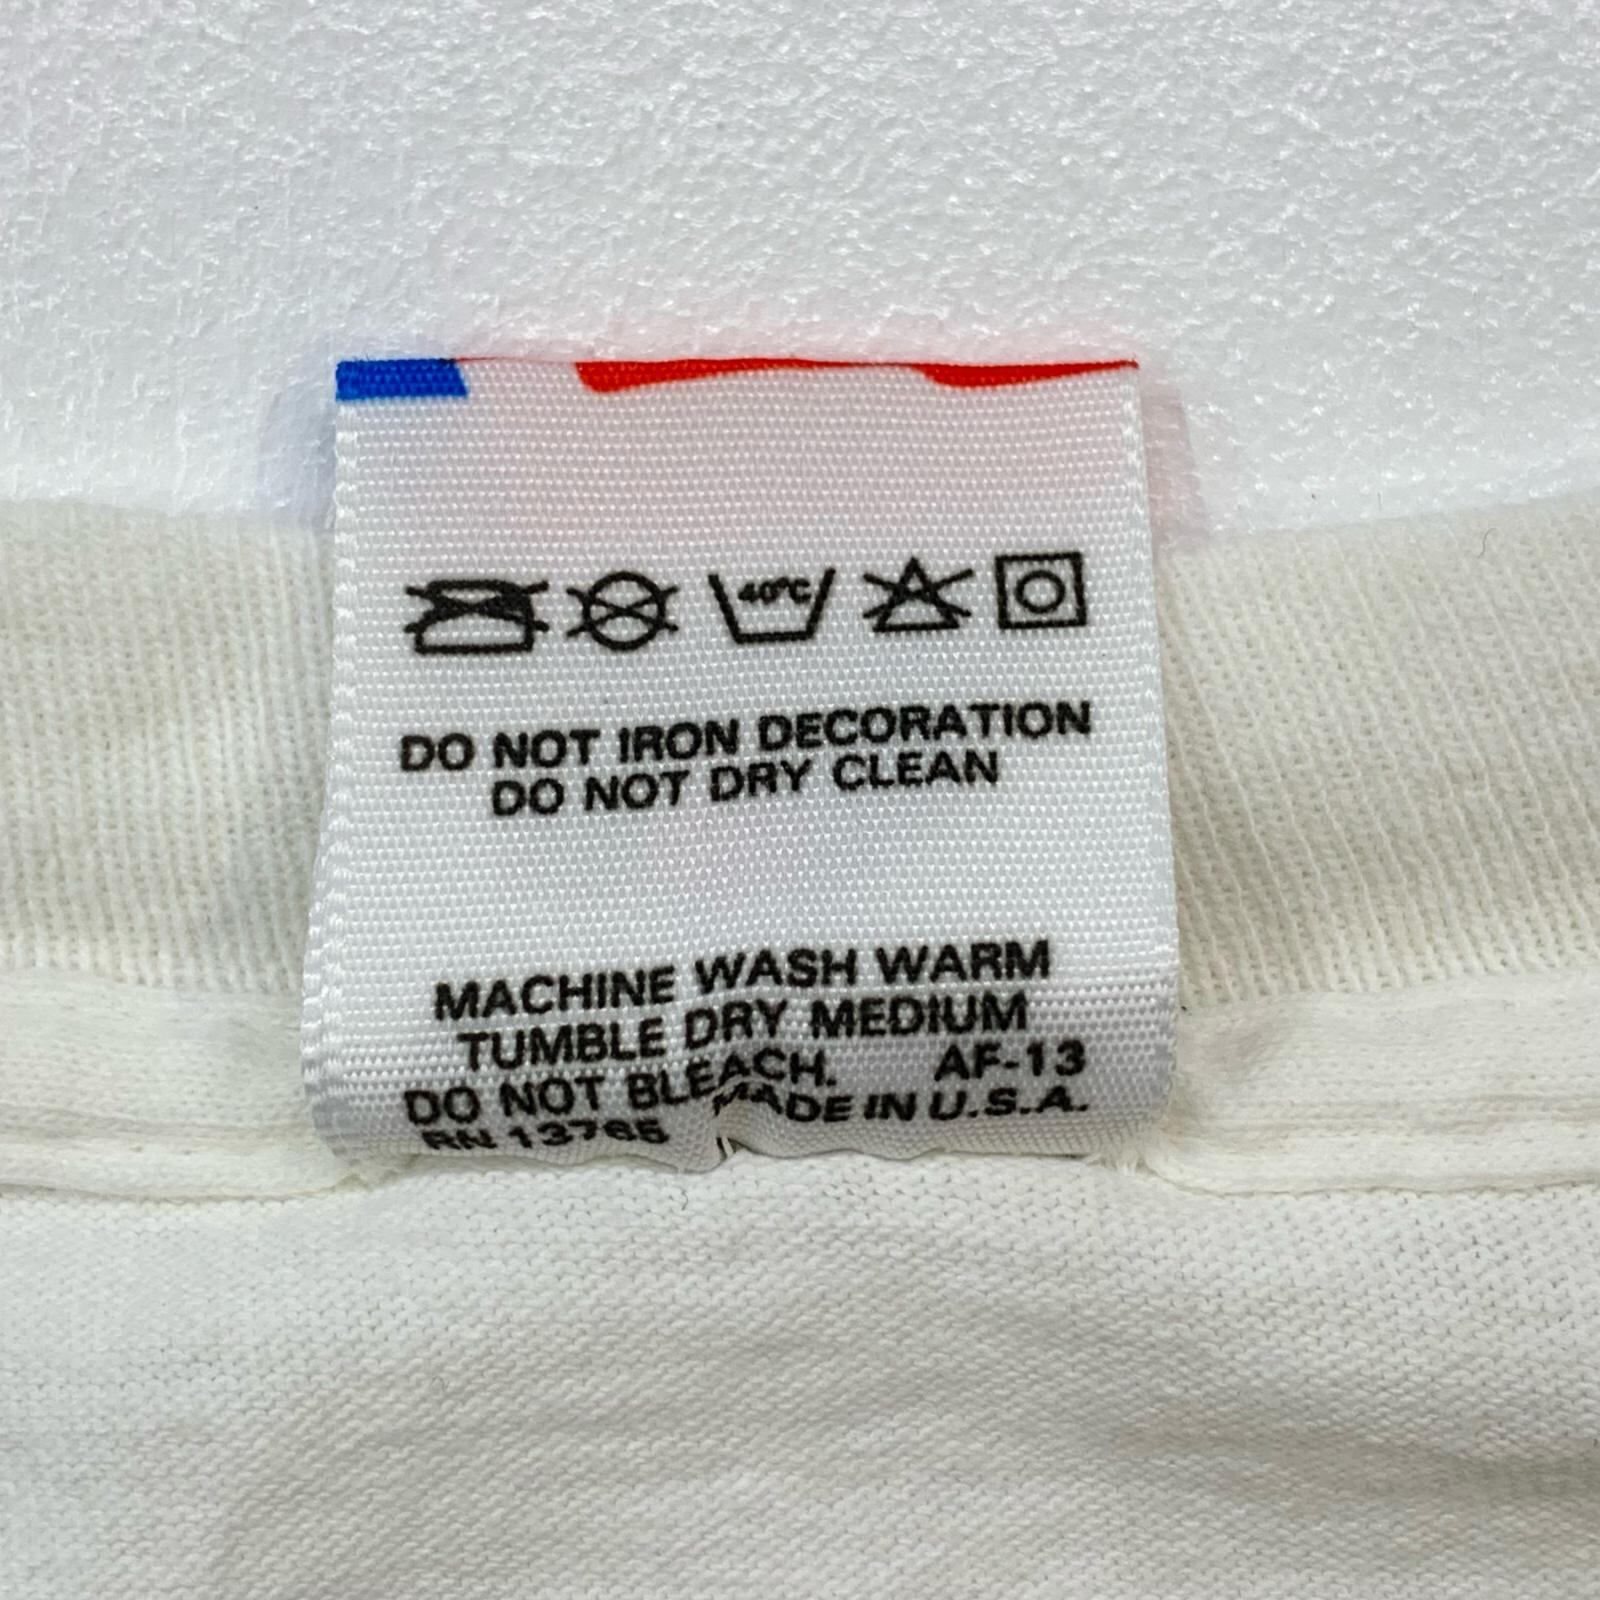 40°C
DO NOT IRON DECORATION
DO NOT DRY CLEAN
MACHINE WASH WARM
TUMBLE DRY MEDIUM
DO NOT BLEACH. AF-13
RN 13765 MADE IN U.S.A.